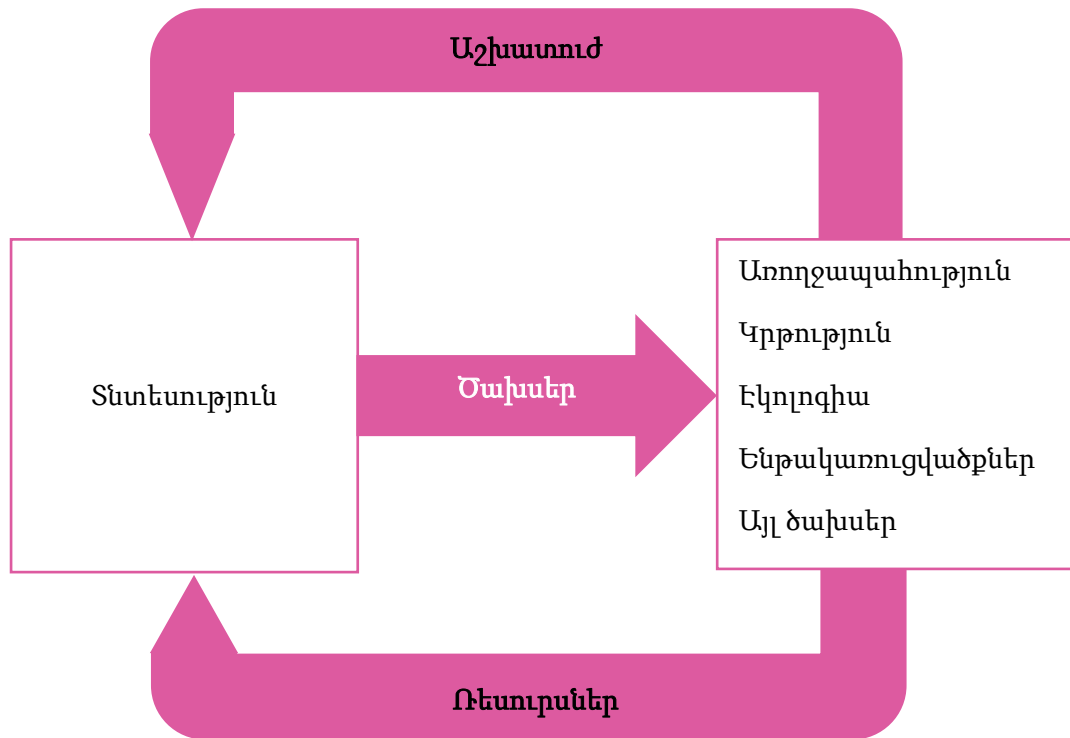 Աշխատուժ
Տնտեսություն
Ծախսեր
Առողջապահություն
Կրթություն
Էկոլոգիա
Ենթակառուցվածքներ
Այլ ծախսեր
Ռեսուրսներ